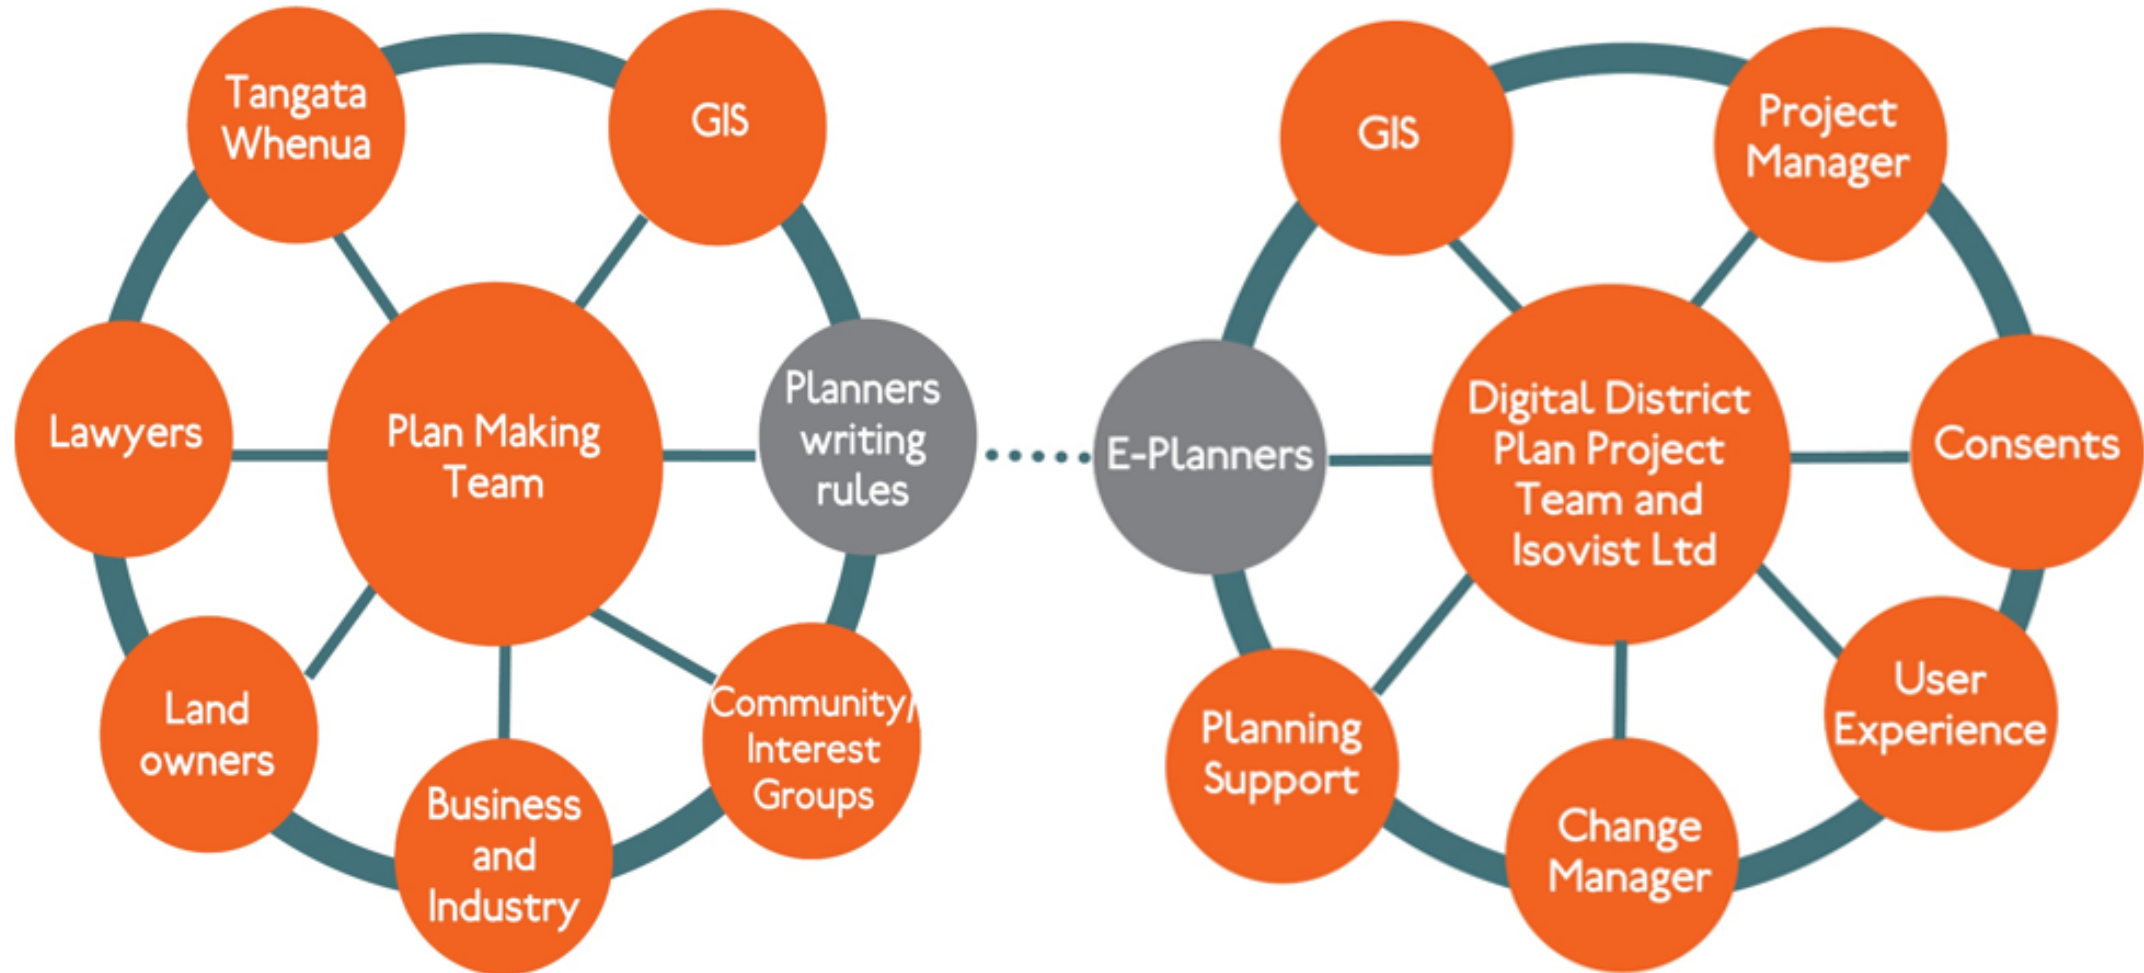 Tangata
Whenua
GIS
Lawyers
Plan Making
Team
Planners
writing
rules
Land
owners
Business
and
Industry
Community/
Interest
Groups
GIS
Project
Manager
E-Planners
Digital District
Plan Project
Team and
Isovist Ltd
Consents
Planning
Support
Change
Manager
User
Experience